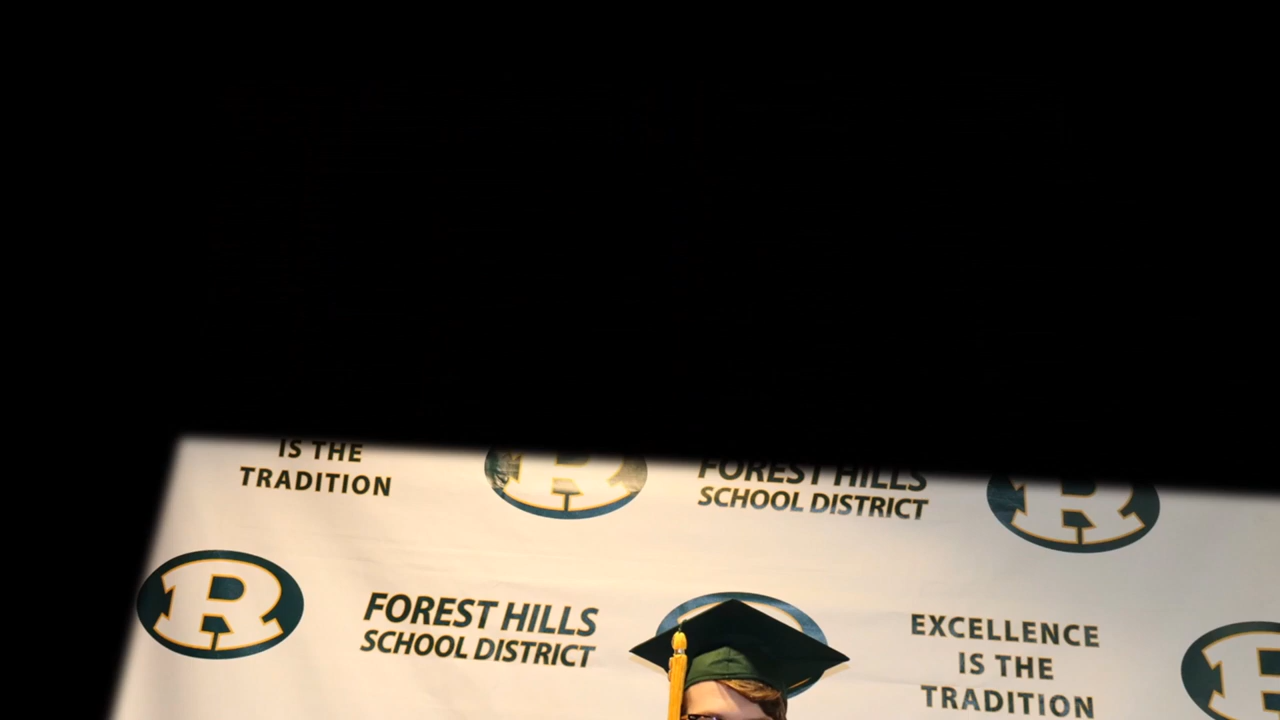 IS THE
TRADITION
R
FOREST HILLS
SCHOOL DISTRICT
R
R
FOREST HILLS
SCHOOL DISTRICT
EXCELLENCE
IS THE
TRADITION
R